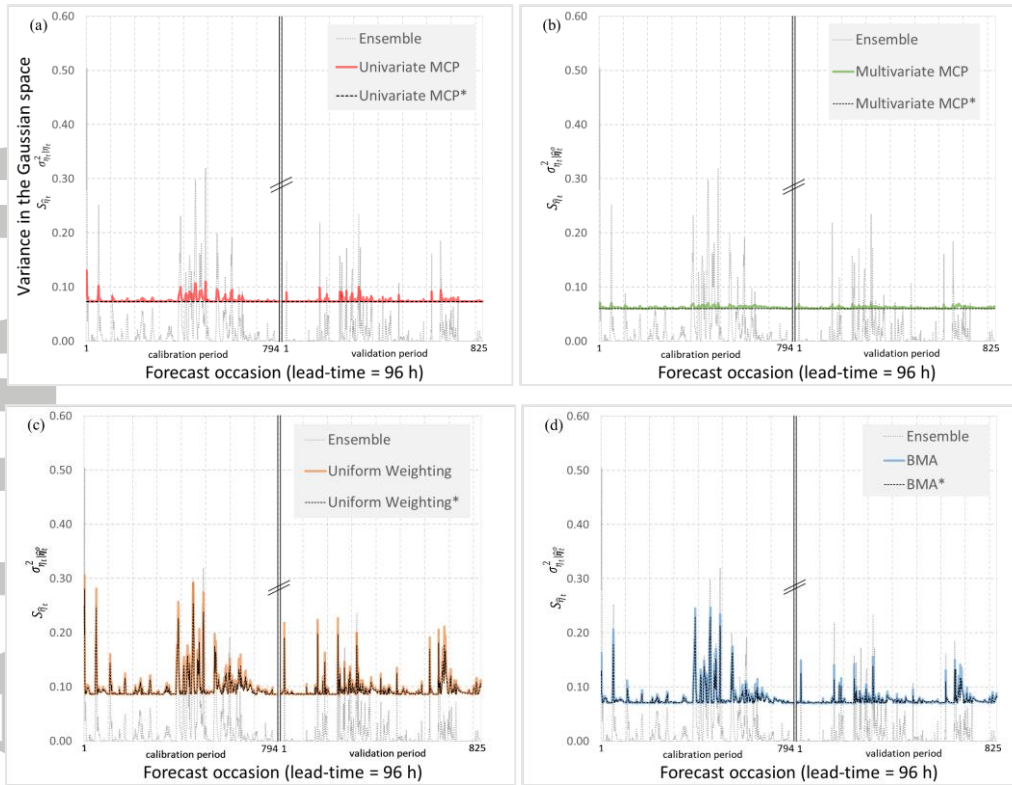 (a)
0.60
0.50
0.40
0.30
0.20
0.10
0.00
Variance in the Gaussian space
Ensemble
Univariate MCP
Univariate MCP*
1
calibration period
794
1
validation period
825
Forecast occasion (lead-time = 96 h)
(b)
0.60
0.50
0.40
0.30
0.20
0.10
0.00
Ensemble
Multivariate MCP
Multivariate MCP*
1
calibration period
794
1
validation period
825
Forecast occasion (lead-time = 96 h)
(c)
0.60
0.50
0.40
0.30
0.20
0.10
0.00
Ensemble
Uniform Weighting
Uniform Weighting*
1
calibration period
794
1
validation period
825
Forecast occasion (lead-time = 96 h)
(d)
0.60
0.50
0.40
0.30
0.20
0.10
0.00
Ensemble
BMA
BMA*
1
calibration period
794
1
validation period
825
Forecast occasion (lead-time = 96 h)